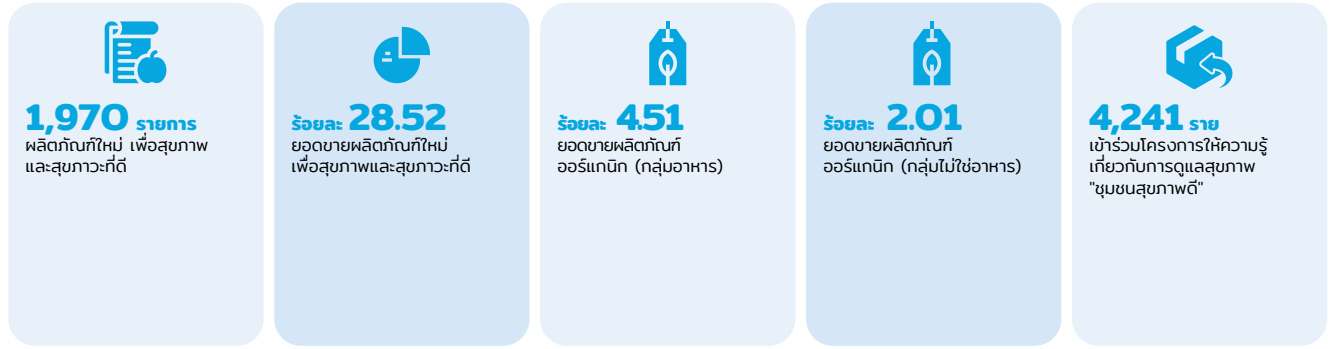 1,970 รายการ
ผลิตภัณฑ์ใหม่ เพื่อสุขภาพ
และสุขภาวะที่ดี
ร้อยละ 28.52
ยอดขายผลิตภัณฑ์ใหม่
เพื่อสุขภาพและสุขภาวะที่ดี
ร้อยละ 4.51
ยอดขายผลิตภัณฑ์
ออร์แกนิก (กลุ่มอาหาร)
ร้อยละ 2.01
ยอดขายผลิตภัณฑ์
ออร์แกนิก (กลุ่มไม่ใช่อาหาร)
4,241 ราย
เข้าร่วมโครงการให้ความรู้
เกี่ยวกับการดูแลสุขภาพ
"ชุมชนสุขภาพดี"